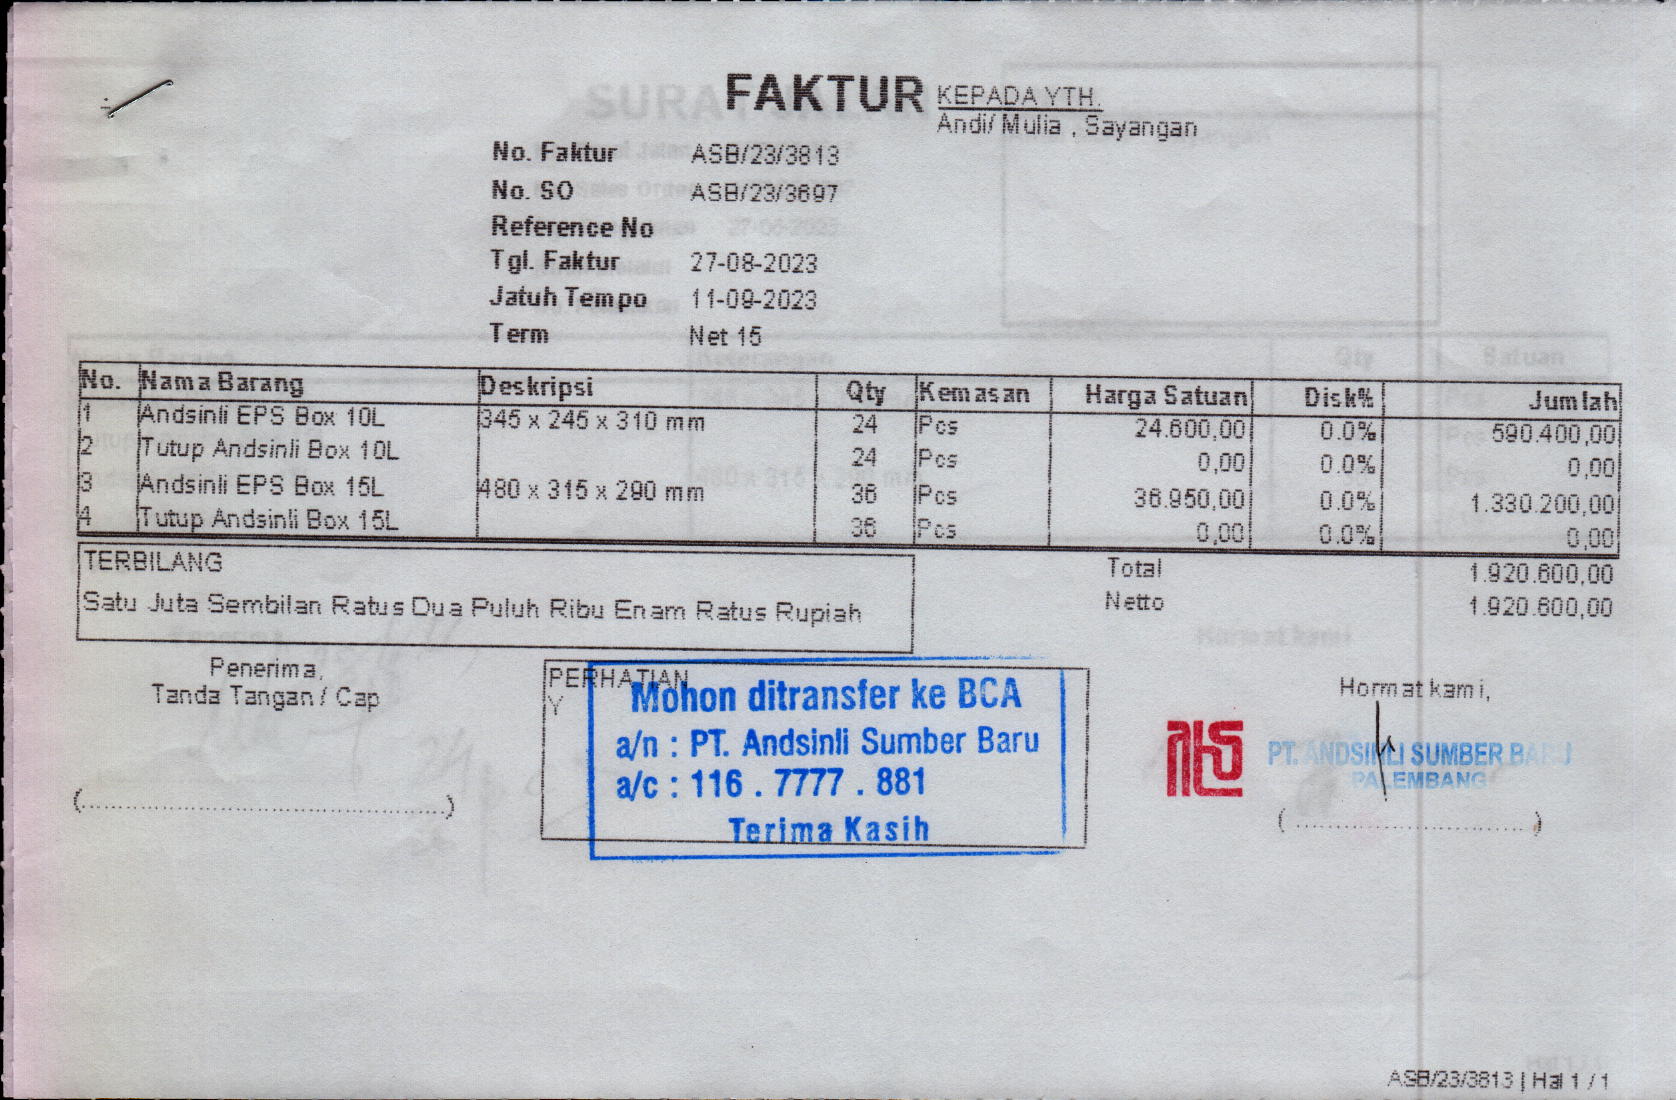 FAKTUR
KEPADA YTH.
Andi/ Mulia , Sayangan
No. Faktur ASB/23/3813
No. SO ASB/23/3697
Reference No
Tgl. Faktur 27-08-2023
Jatuh Tempo 11-09-2023
Term Net 15
No. Nama Barang Deskripsi Qty Kemasan Harga Satuan Disk% Jumlah
1 Andsinli EPS Box 10L 345 x 245 x 310 mm 24 Pcs 24.600,00 0.0% 590.400,00
2 Tutup Andsinli Box 10L 24 Pcs 0,00 0.0% 0,00
3 Andsinli EPS Box 15L 480 x 315 x 290 mm 36 Pcs 36.950,00 0.0% 1.330.200,00
4 Tutup Andsinli Box 15L 36 Pcs 0,00 0.0% 0,00
TERBILANG
Satu Juta Sembilan Ratus Dua Puluh Ribu Enam Ratus Rupiah
Total 1.920.600,00
Netto 1.920.600,00
Penerima,
Tanda Tangan / Cap
(..........)
PERHATIAN
Y
Mohon ditransfer ke BCA
a/n : PT. Andsinli Sumber Baru
a/c : 116 . 7777 . 881
Terima Kasih
Hormat kami,
PT. ANDSINLI SUMBER BARU
PALEMBANG
(..........)
ASB/23/3813 | Hal 1 / 1